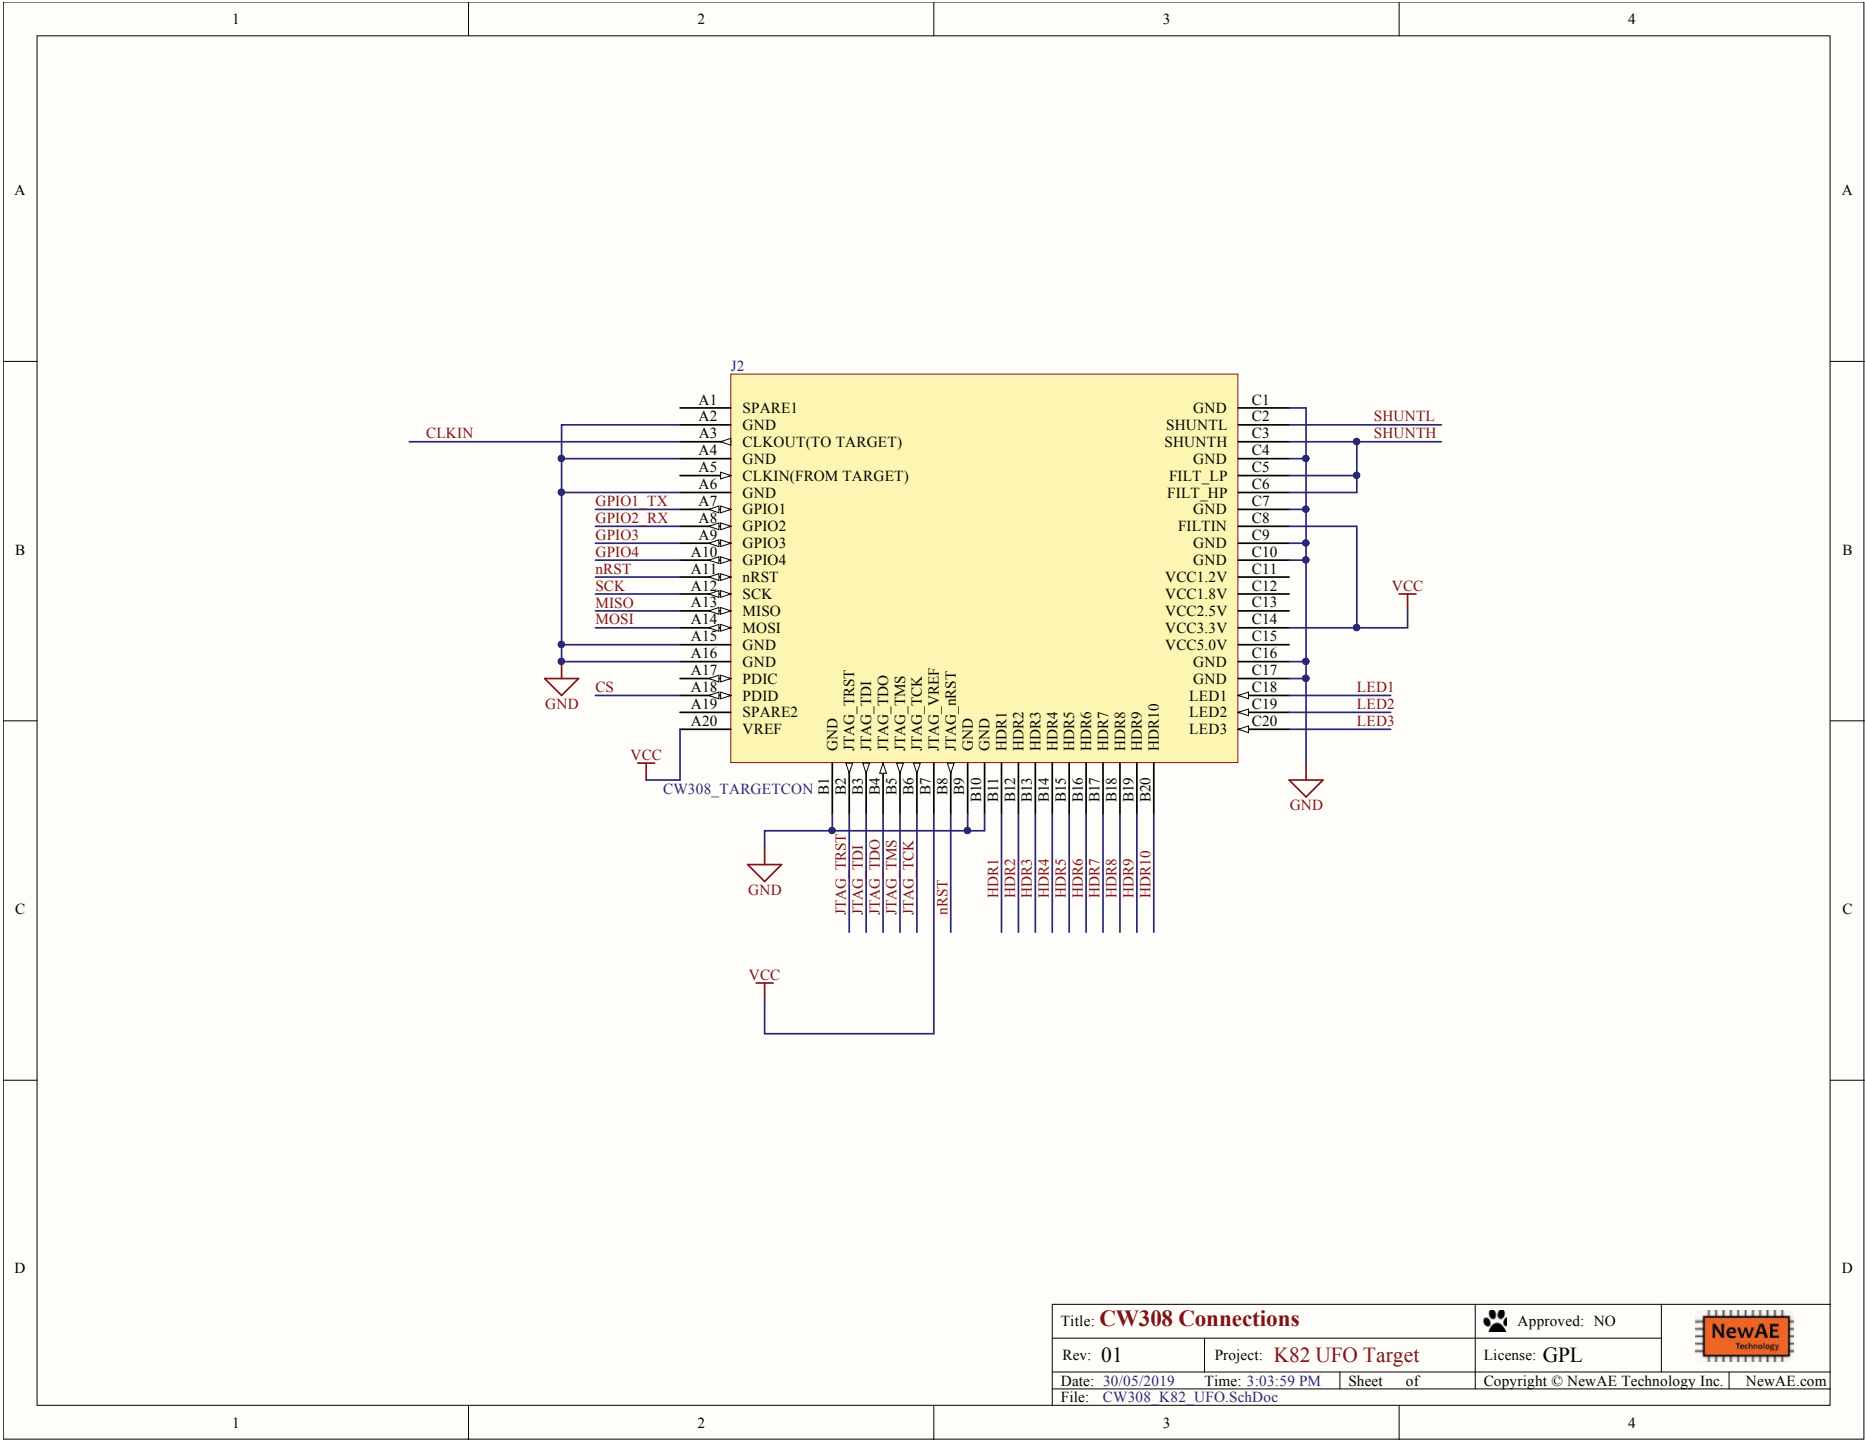 1 2 3 4
A A
B B
C C
D D
J2
A1 SPARE1
A2 GND
CLKIN A3 CLKOUT(TO TARGET)
A4 GND
A5 CLKIN(FROM TARGET)
A6 GND
GPIO1_TX A7 GPIO1
GPIO2_RX A8 GPIO2
GPIO3 A9 GPIO3
GPIO4 A10 GPIO4
nRST A11 nRST
SCK A12 SCK
MISO A13 MISO
MOSI A14 MOSI
A15 GND
A16 GND
A17 PDIC
CS A18 PDID
A19 SPARE2
A20 VREF
GND
VCC
CW308_TARGETCON
GND C1
SHUNTL C2 SHUNTL
SHUNTH C3 SHUNTH
GND C4
FILT_LP C5
FILT_HP C6
GND C7
FILTIN C8
GND C9
GND C10
VCC1.2V C11
VCC1.8V C12
VCC2.5V C13
VCC3.3V C14
VCC5.0V C15
GND C16
GND C17
LED1 C18 LED1
LED2 C19 LED2
LED3 C20 LED3
VCC
GND
GND B1
JTAG_TRST B2 JTAG_TRST
JTAG_TDI B3 JTAG_TDI
JTAG_TDO B4 JTAG_TDO
JTAG_TMS B5 JTAG_TMS
JTAG_TCK B6 JTAG_TCK
JTAG_VREF B7
JTAG_nRST B8 nRST
GND B9
GND B10
HDR1 B11 HDR1
HDR2 B12 HDR2
HDR3 B13 HDR3
HDR4 B14 HDR4
HDR5 B15 HDR5
HDR6 B16 HDR6
HDR7 B17 HDR7
HDR8 B18 HDR8
HDR9 B19 HDR9
HDR10 B20 HDR10
GND
VCC
Title: CW308 Connections
Approved: NO
Rev: 01 Project: K82 UFO Target
License: GPL
NewAE
Technology
Date: 30/05/2019 Time: 3:03:59 PM Sheet of
Copyright © NewAE Technology Inc. NewAE.com
File: CW308_K82_UFO.SchDoc
1 2 3 4